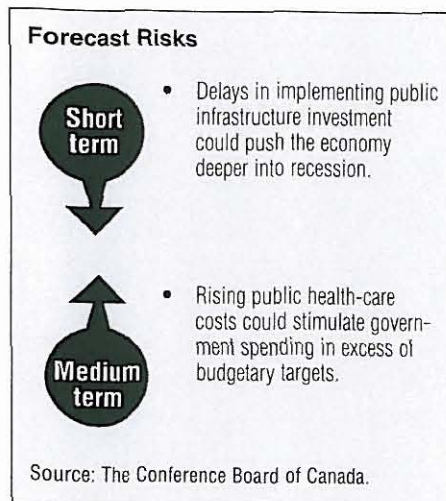 Forecast Risks
Short
term
• Delays in implementing public
infrastructure investment
could push the economy
deeper into recession.
Medium
term
• Rising public health-care
costs could stimulate govern-
ment spending in excess of
budgetary targets.
Source: The Conference Board of Canada.